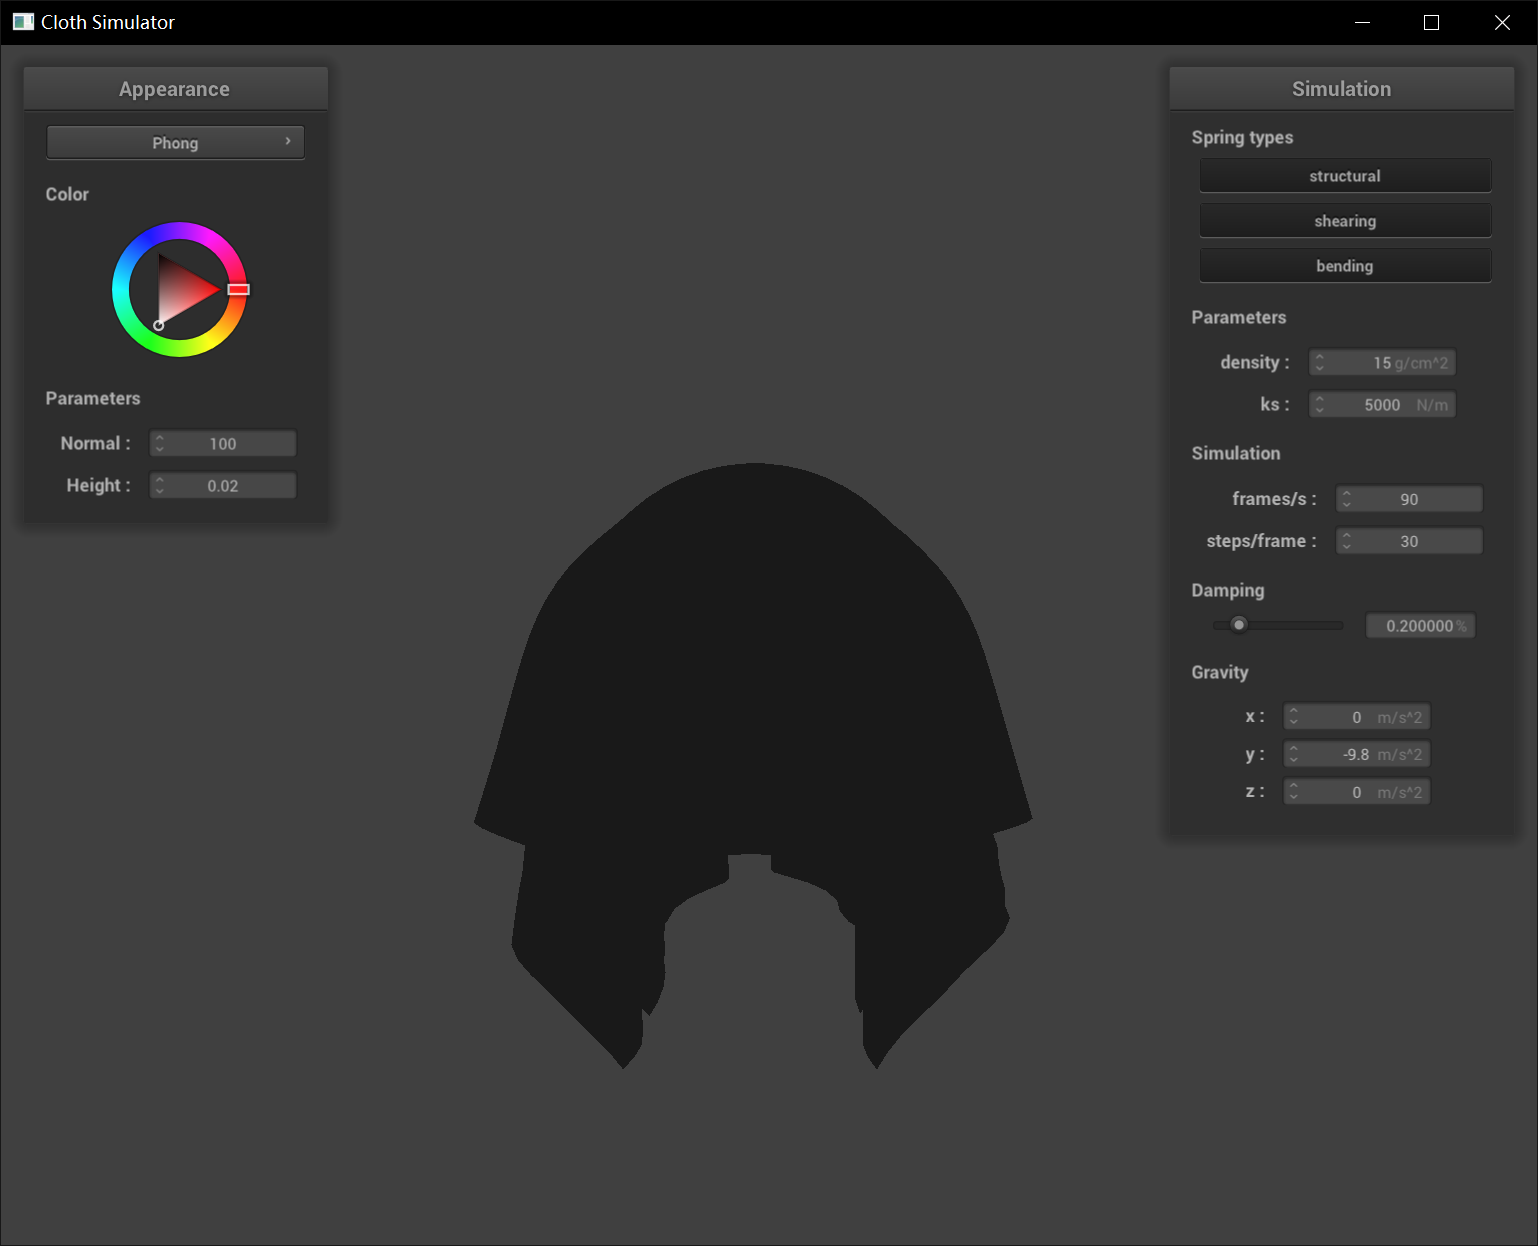 Cloth Simulator
Appearance
Phong
Color
Parameters
Normal : 100
Height : 0.02
Simulation
Spring types
structural
shearing
bending
Parameters
density : 15 g/cm^2
ks : 5000 N/m
Simulation
frames/s : 90
steps/frame : 30
Damping
0.200000 %
Gravity
x : 0 m/s^2
y : -9.8 m/s^2
z : 0 m/s^2